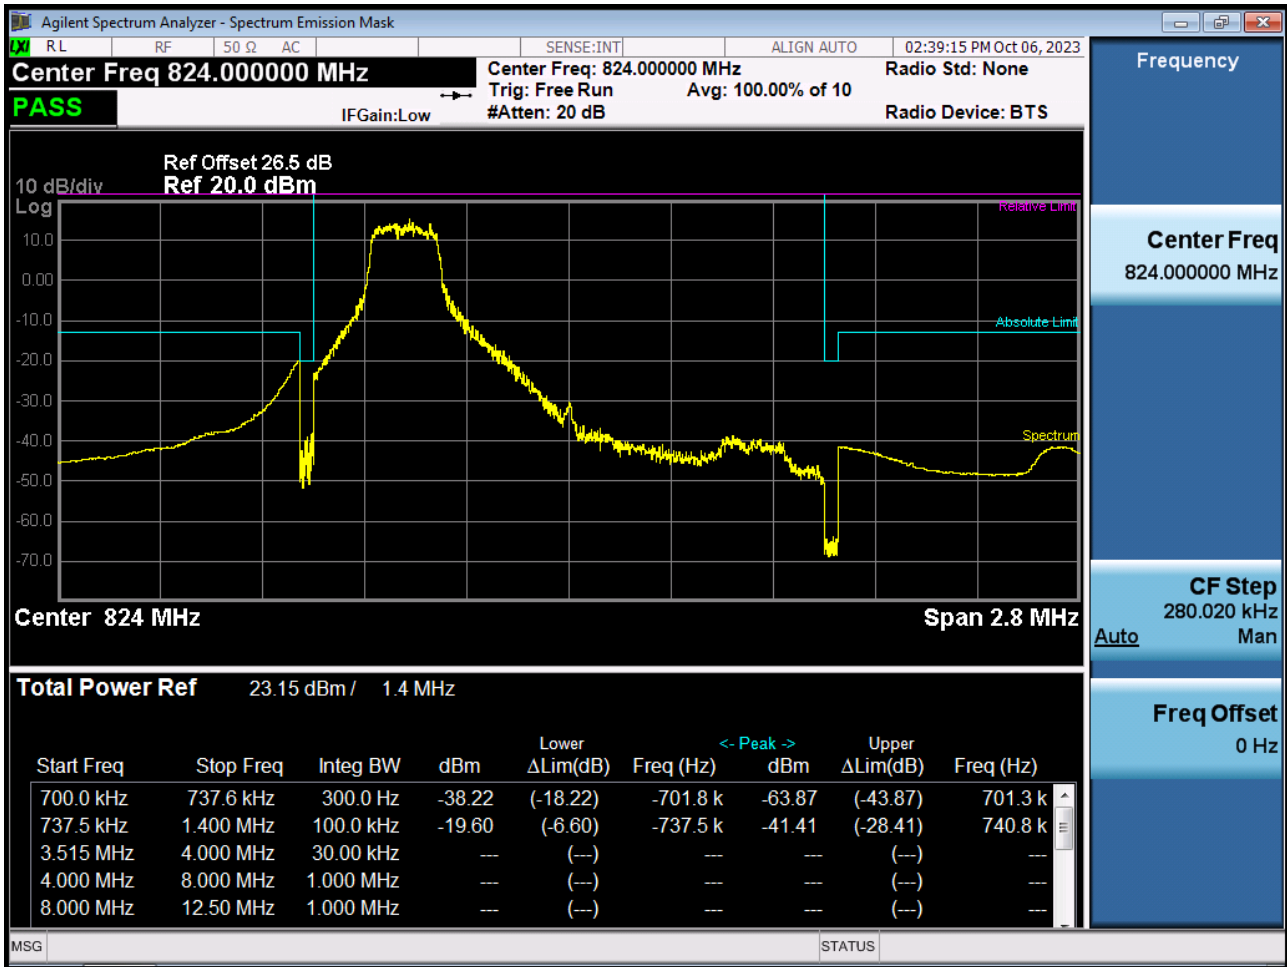 Agilent Spectrum Analyzer - Spectrum Emission Mask
LXI RL RF 50 Ω AC SENSE:INT ALIGN AUTO 02:39:15 PM Oct 06, 2023
Center Freq 824.000000 MHz
Center Freq: 824.000000 MHz
Radio Std: None
Trig: Free Run
Avg: 100.00% of 10
PASS
IFGain:Low
#Atten: 20 dB
Radio Device: BTS
Ref Offset 26.5 dB
10 dB/div
Ref 20.0 dBm
Log
Relative Limit
10.0
0.00
-10.0
Absolute Limit
-20.0
-30.0
-40.0
Spectrum
-50.0
-60.0
-70.0
Center 824 MHz
Span 2.8 MHz
Total Power Ref 23.15 dBm / 1.4 MHz
Lower <- Peak -> Upper
Start Freq Stop Freq Integ BW dBm ΔLim(dB) Freq (Hz) dBm ΔLim(dB) Freq (Hz)
700.0 kHz 737.6 kHz 300.0 Hz -38.22 (-18.22) -701.8 k -63.87 (-43.87) 701.3 k
737.5 kHz 1.400 MHz 100.0 kHz -19.60 (-6.60) -737.5 k -41.41 (-28.41) 740.8 k
3.515 MHz 4.000 MHz 30.00 kHz --- (---) --- --- (---) ---
4.000 MHz 8.000 MHz 1.000 MHz --- (---) --- --- (---) ---
8.000 MHz 12.50 MHz 1.000 MHz --- (---) --- --- (---) ---
MSG STATUS
Frequency
Center Freq
824.000000 MHz
CF Step
280.020 kHz
Auto Man
Freq Offset
0 Hz